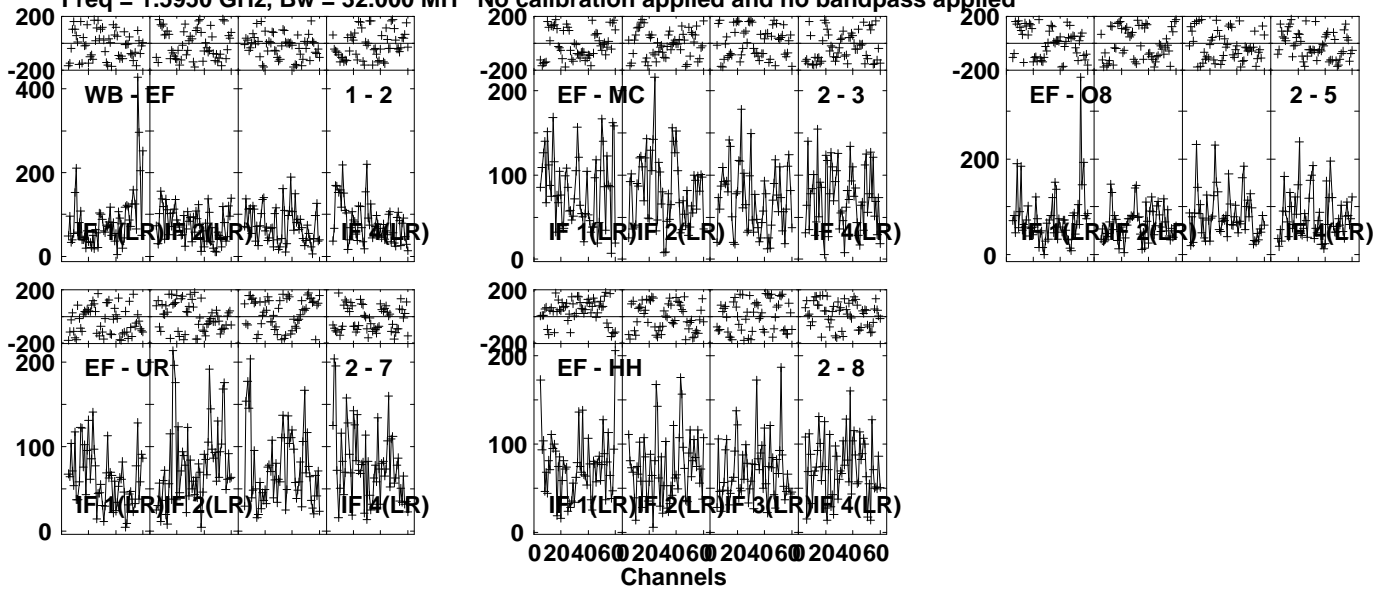 Freq = 1.5950 GHz, Bw = 32.000 MH No calibration applied and no bandpass applied
200
-200
400
200
0
WB - EF
1 - 2
IF 1(LR)
IF 2(LR)
IF 4(LR)
200
-200
200
100
0
EF - MC
2 - 3
IF 1(LR)
IF 2(LR)
IF 4(LR)
200
-200
200
0
EF - O8
2 - 5
IF 1(LR)
IF 2(LR)
IF 4(LR)
200
-200
200
100
0
EF - UR
2 - 7
IF 1(LR)
IF 2(LR)
IF 4(LR)
200
-200
200
100
0
EF - HH
2 - 8
IF 1(LR)
IF 2(LR)
IF 3(LR)
IF 4(LR)
0 20 40 60 0 20 40 60 0 20 40 60 0 20 40 60
Channels